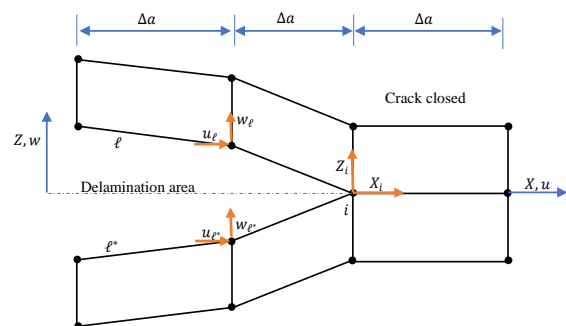 Δa Δa Δa
Crack closed
w_ℓ
Z, w
u_ℓ
ℓ
Z_i
X_i
X, u
Delamination area
i
w_ℓ*
u_ℓ*
ℓ*